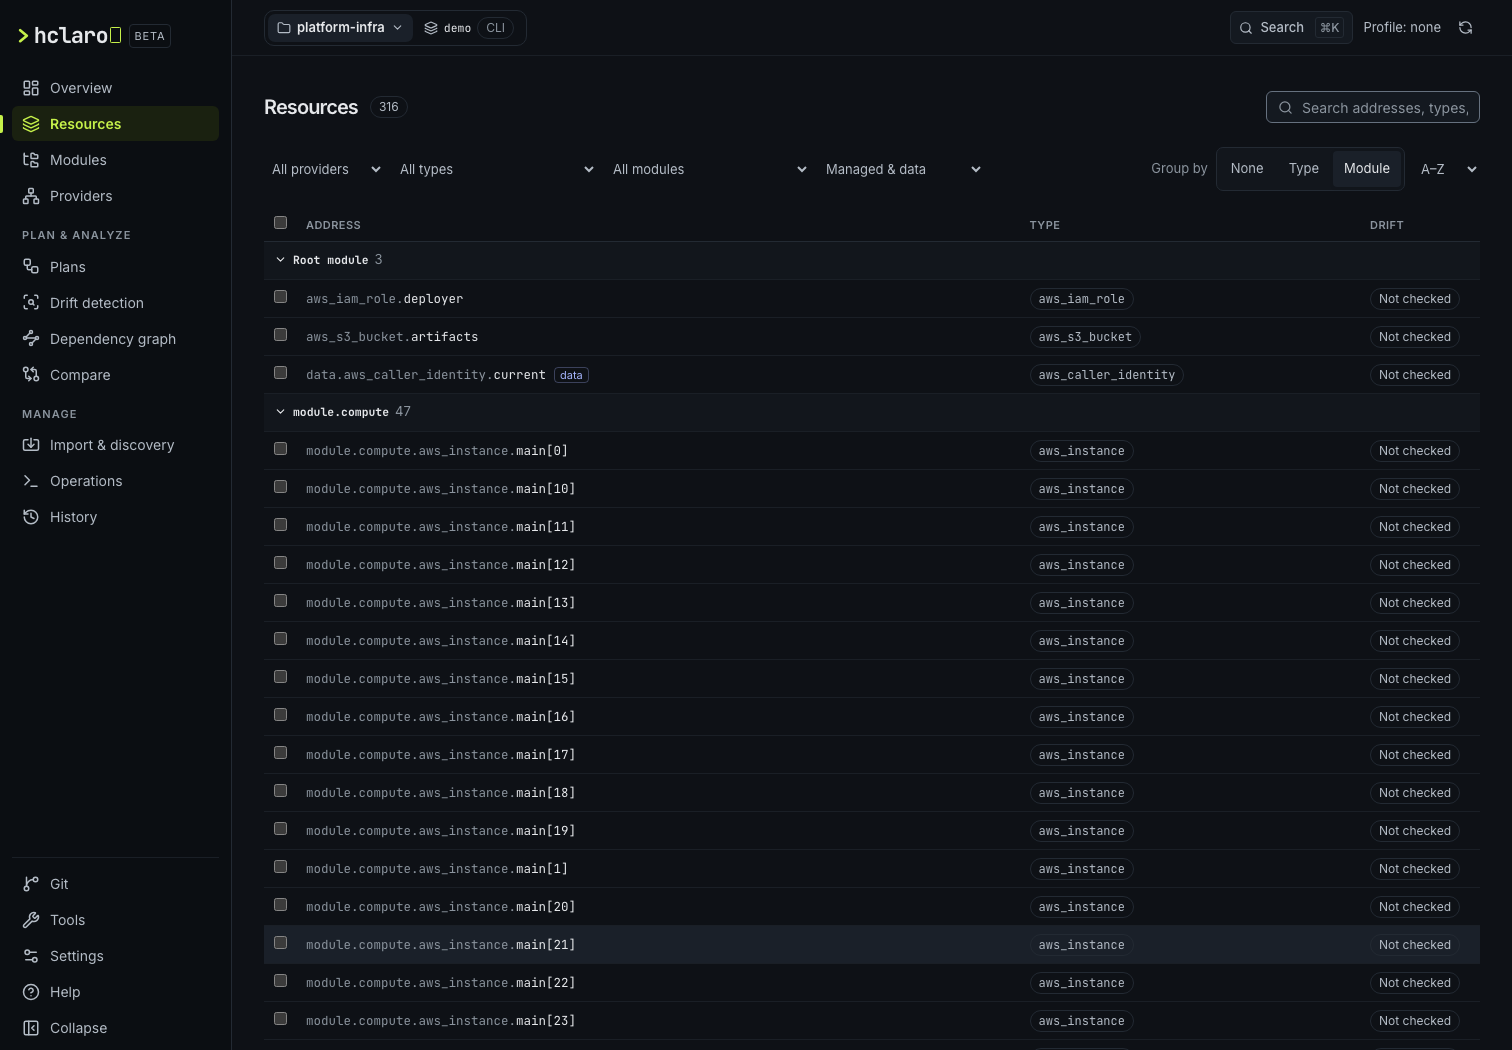 hclaro BETA
platform-infra demo CLI
Search ⌘K Profile: none
Overview
Resources
Modules
Providers
PLAN & ANALYZE
Plans
Drift detection
Dependency graph
Compare
MANAGE
Import & discovery
Operations
History
Git
Tools
Settings
Help
Collapse
Resources 316
Search addresses, types,
All providers All types All modules Managed & data Group by None Type Module A–Z
ADDRESS TYPE DRIFT
Root module 3
aws_iam_role.deployer aws_iam_role Not checked
aws_s3_bucket.artifacts aws_s3_bucket Not checked
data.aws_caller_identity.current data aws_caller_identity Not checked
module.compute 47
module.compute.aws_instance.main[0] aws_instance Not checked
module.compute.aws_instance.main[10] aws_instance Not checked
module.compute.aws_instance.main[11] aws_instance Not checked
module.compute.aws_instance.main[12] aws_instance Not checked
module.compute.aws_instance.main[13] aws_instance Not checked
module.compute.aws_instance.main[14] aws_instance Not checked
module.compute.aws_instance.main[15] aws_instance Not checked
module.compute.aws_instance.main[16] aws_instance Not checked
module.compute.aws_instance.main[17] aws_instance Not checked
module.compute.aws_instance.main[18] aws_instance Not checked
module.compute.aws_instance.main[19] aws_instance Not checked
module.compute.aws_instance.main[1] aws_instance Not checked
module.compute.aws_instance.main[20] aws_instance Not checked
module.compute.aws_instance.main[21] aws_instance Not checked
module.compute.aws_instance.main[22] aws_instance Not checked
module.compute.aws_instance.main[23] aws_instance Not checked